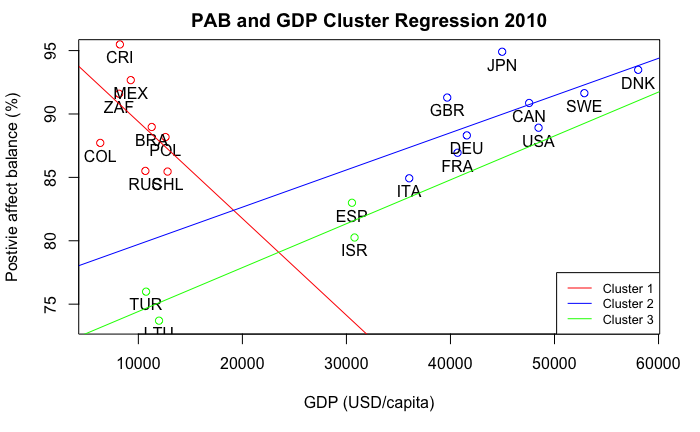 PAB and GDP Cluster Regression 2010
Postivie affect balance (%)
95
90
85
80
75
CRI
MEX
ZAF
BRA
POL
COL
RUS
CHL
JPN
DNK
GBR
SWE
CAN
USA
DEU
FRA
ITA
ESP
ISR
TUR
LTU
Cluster 1
Cluster 2
Cluster 3
10000 20000 30000 40000 50000 60000
GDP (USD/capita)